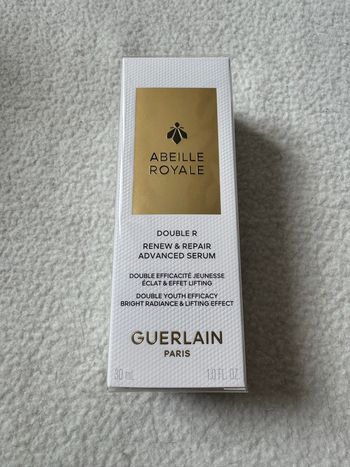 ABEILLE
ROYALE
DOUBLE R
RENEW & REPAIR
ADVANCED SERUM
DOUBLE EFFICACITÉ JEUNESSE
ÉCLAT & EFFET LIFTING
DOUBLE YOUTH EFFICACY
BRIGHT RADIANCE & LIFTING EFFECT
GUERLAIN
PARIS
30 mL 1.0 FL. OZ.